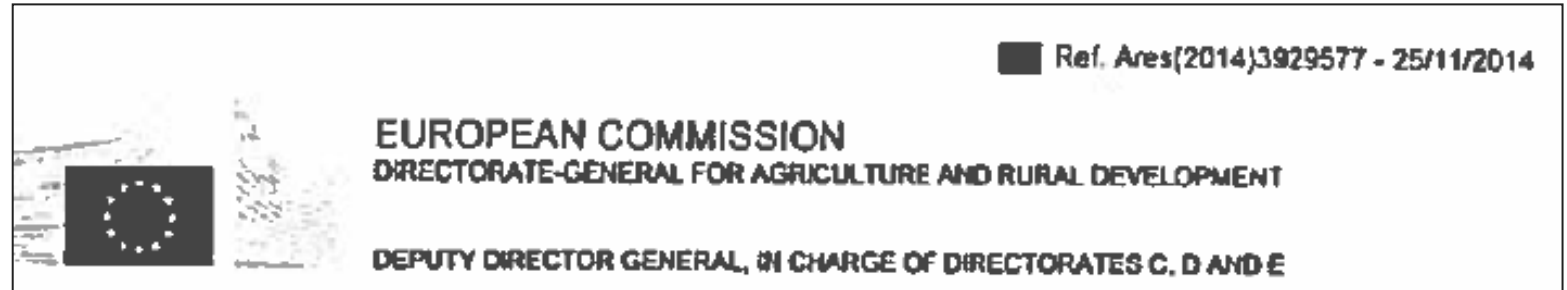 Ref. Ares(2014)3929577 - 25/11/2014
EUROPEAN COMMISSION
DIRECTORATE-GENERAL FOR AGRICULTURE AND RURAL DEVELOPMENT
DEPUTY DIRECTOR GENERAL, IN CHARGE OF DIRECTORATES C, D AND E